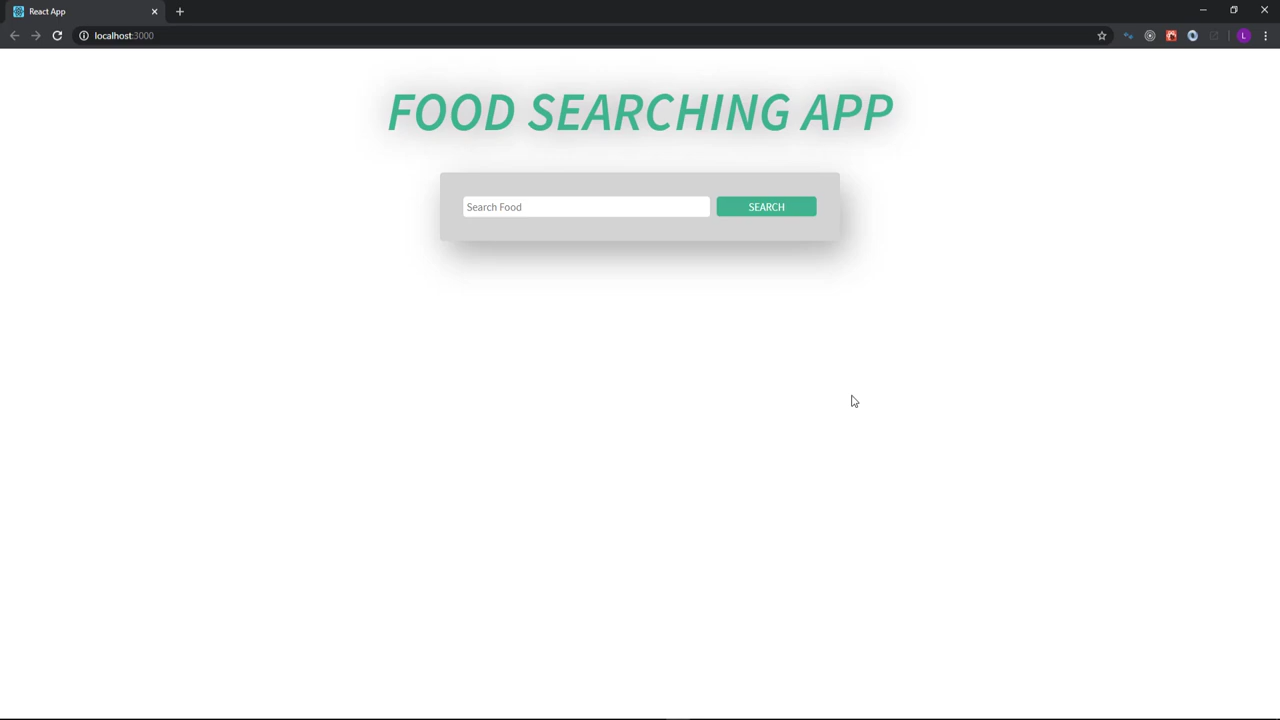 React App
localhost:3000
L
FOOD SEARCHING APP
Search Food
SEARCH